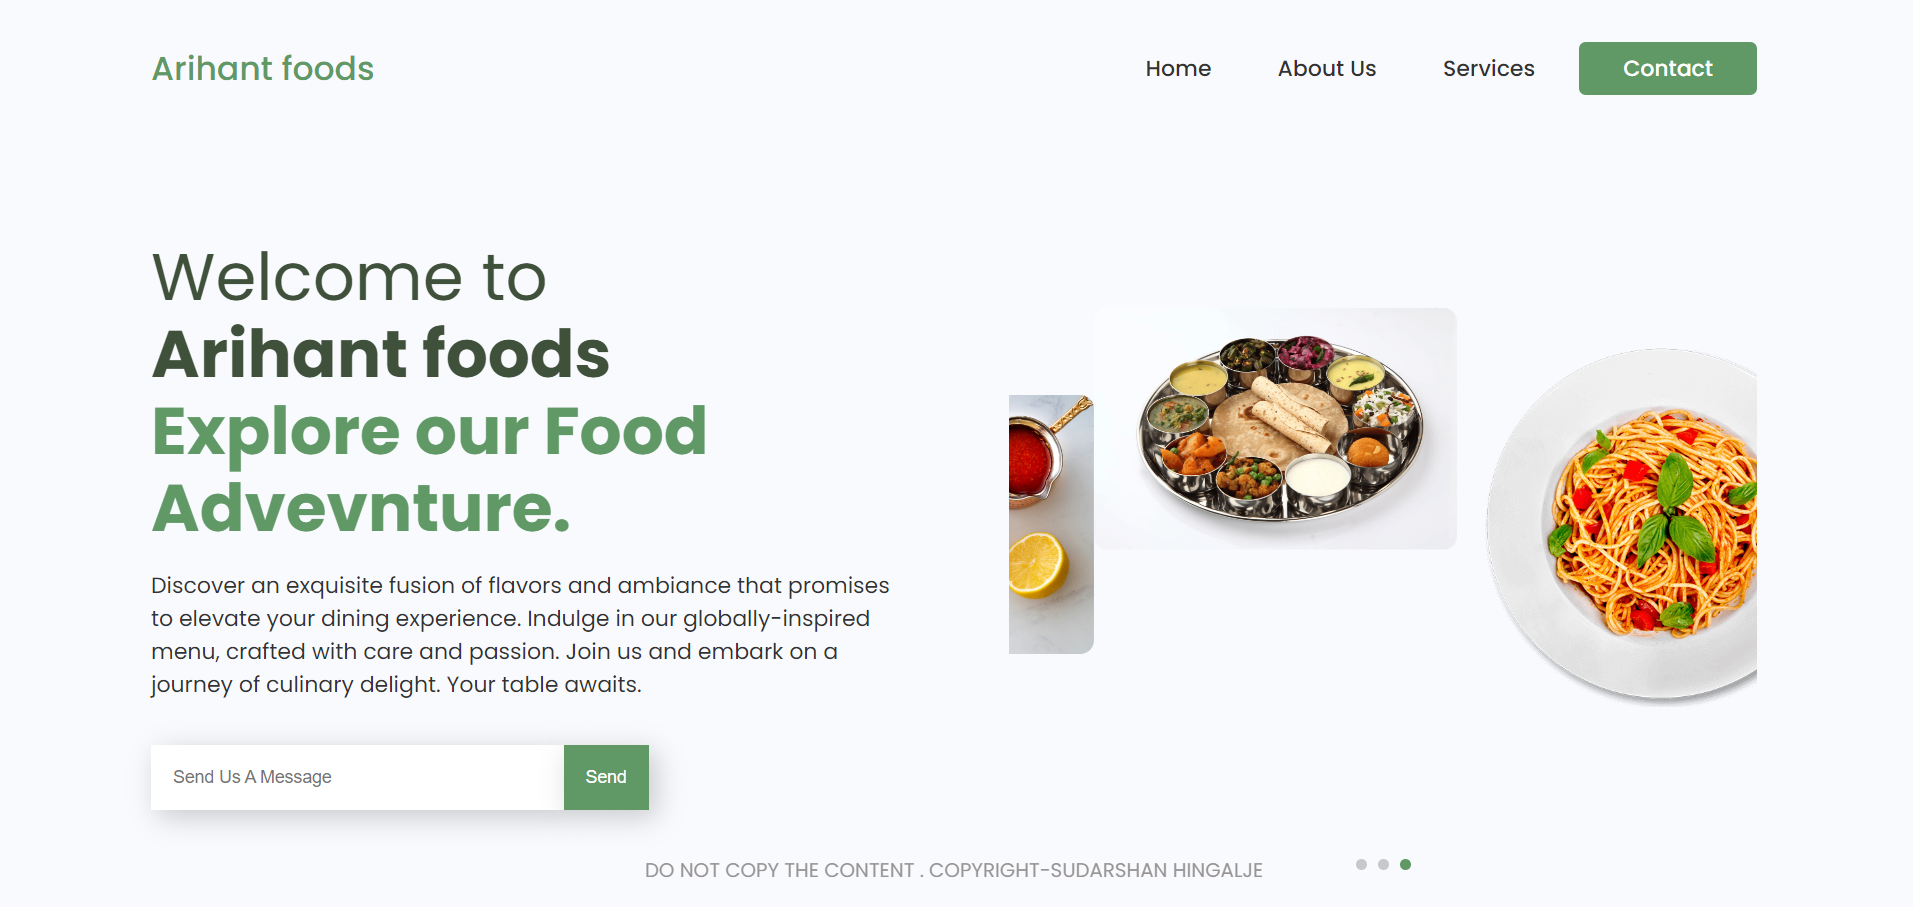 Arihant foods
Home About Us Services Contact
Welcome to
Arihant foods
Explore our Food
Advevnture.
Discover an exquisite fusion of flavors and ambiance that promises
to elevate your dining experience. Indulge in our globally-inspired
menu, crafted with care and passion. Join us and embark on a
journey of culinary delight. Your table awaits.
Send Us A Message Send
DO NOT COPY THE CONTENT . COPYRIGHT-SUDARSHAN HINGALJE